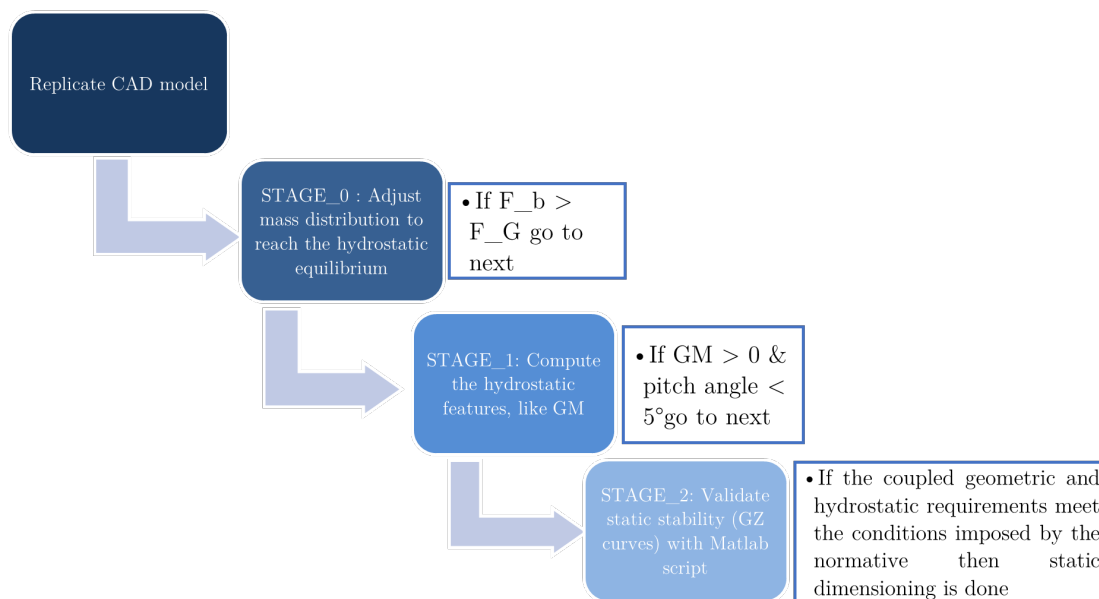 Replicate CAD model
STAGE_0 : Adjust
mass distribution to
reach the hydrostatic
equilibrium
• If F_b >
F_G go to
next
STAGE_1: Compute
the hydrostatic
features, like GM
• If GM > 0 &
pitch angle <
5°go to next
STAGE_2: Validate
static stability (GZ
curves) with Matlab
script
• If the coupled geometric and
hydrostatic requirements meet
the conditions imposed by the
normative then static
dimensioning is done